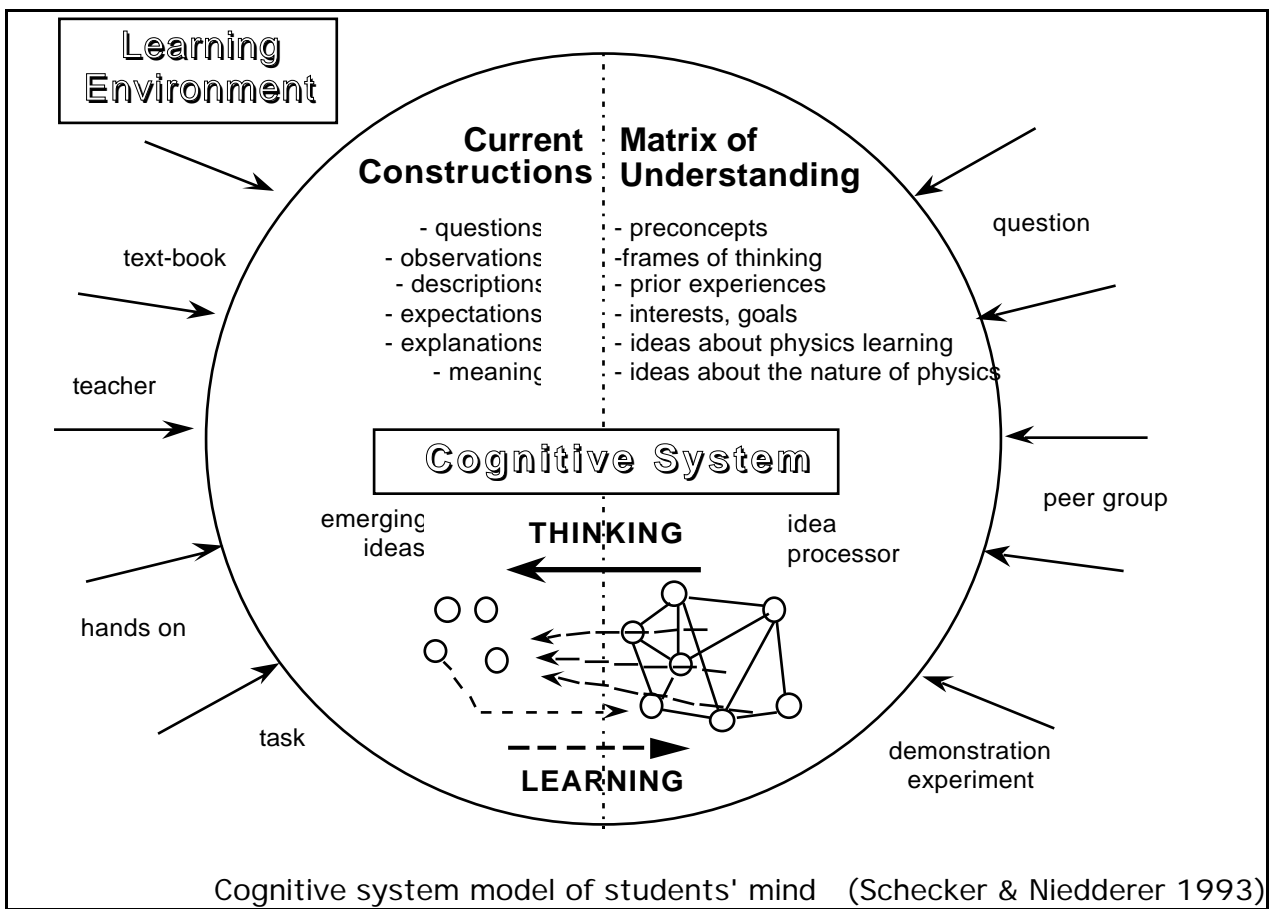 Learning
Environment
Current
Constructions
- questions
- observations
- descriptions
- expectations
- explanations
- meaning
Matrix of
Understanding
- preconcepts
-frames of thinking
- prior experiences
- interests, goals
- ideas about physics learning
- ideas about the nature of physics
text-book
teacher
hands on
task
question
peer group
demonstration
experiment
Cognitive System
emerging
ideas
THINKING
idea
processor
LEARNING
Cognitive system model of students' mind (Schecker & Niedderer 1993)